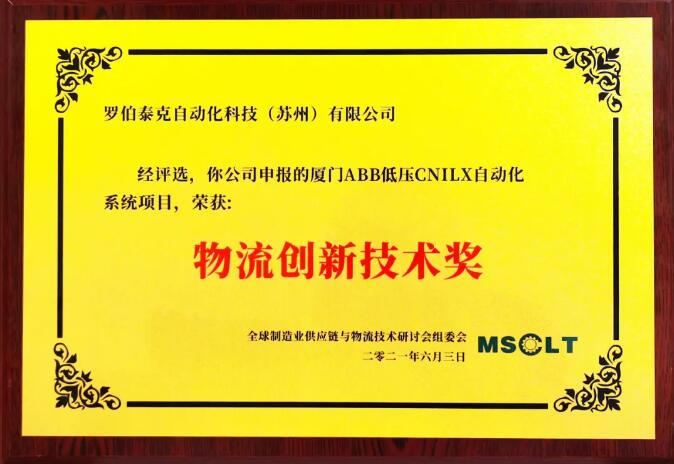 罗伯泰克自动化科技（苏州）有限公司
经评选，你公司申报的厦门ABB低压CNILX自动化
系统项目，荣获:
物流创新技术奖
全球制造业供应链与物流技术研讨会组委会
二零二一年六月三日
MSCLT